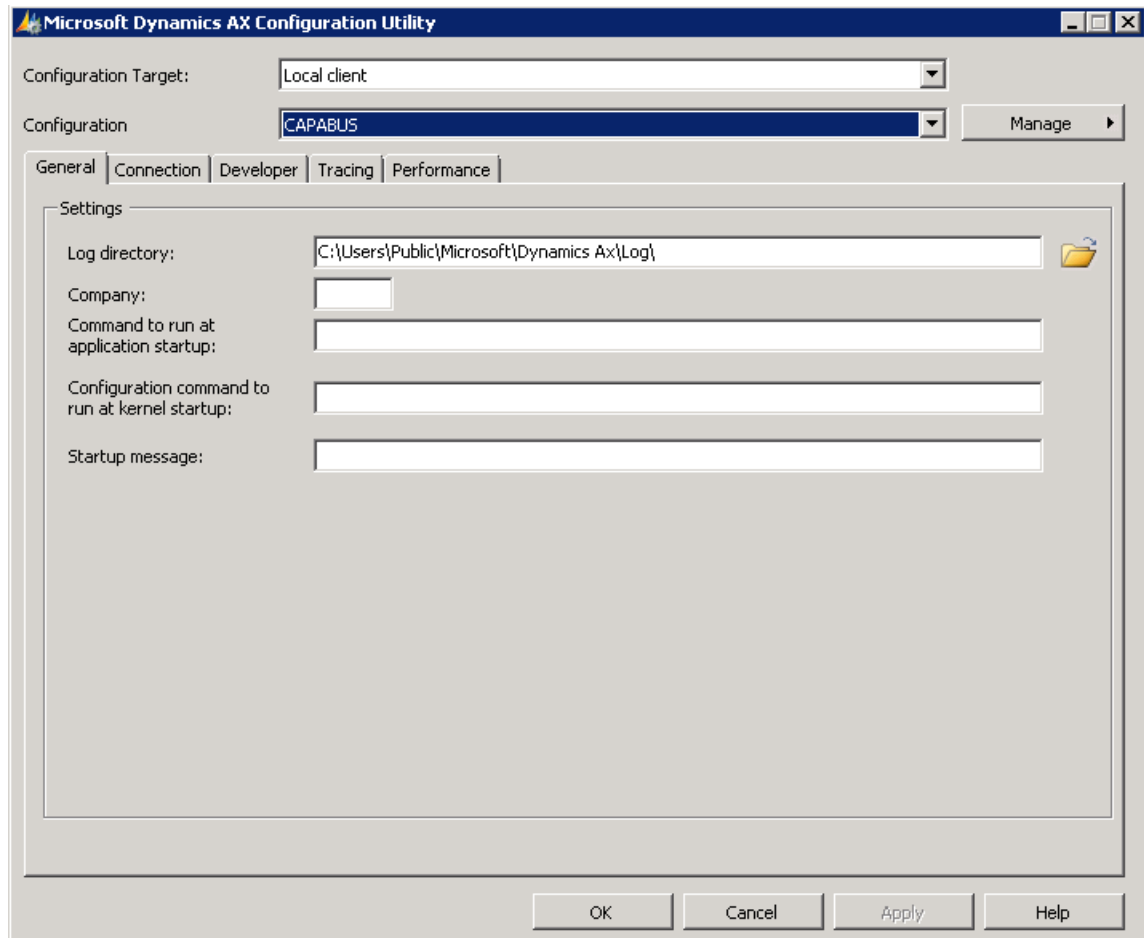 Microsoft Dynamics AX Configuration Utility
Configuration Target: Local client
Configuration CAPABUS Manage
General Connection Developer Tracing Performance
Settings
Log directory: C:\Users\Public\Microsoft\Dynamics Ax\Log\
Company:
Command to run at
application startup:
Configuration command to
run at kernel startup:
Startup message:
OK Cancel Apply Help